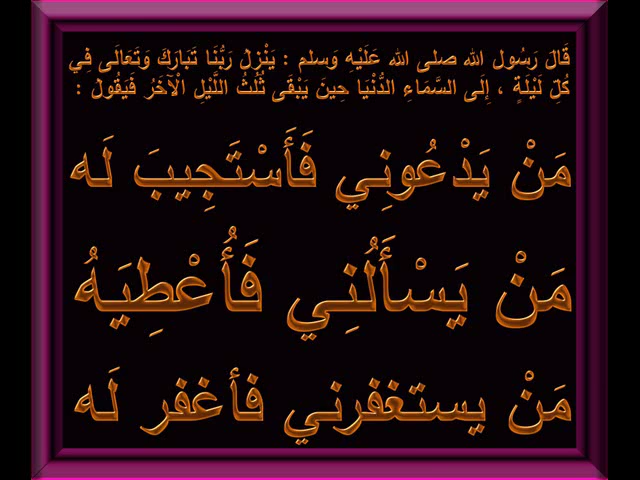 قَالَ رَسُول الله صلى الله عَلَيْهِ وَسلم : يَنْزِلُ رَبُّنَا تَبَارَكَ وَتَعَالَى فِي
كُلِّ لَيْلَةٍ ، إِلَى السَّمَاءِ الدُّنْيَا حِينَ يَبْقَى ثُلُثُ اللَّيْلِ الْآخَرُ فَيَقُولُ :
مَنْ يَدْعُونِي فَأَسْتَجِيبَ لَه
مَنْ يَسْأَلُنِي فَأُعْطِيَهُ
مَنْ يستغفرني فأغفر لَه